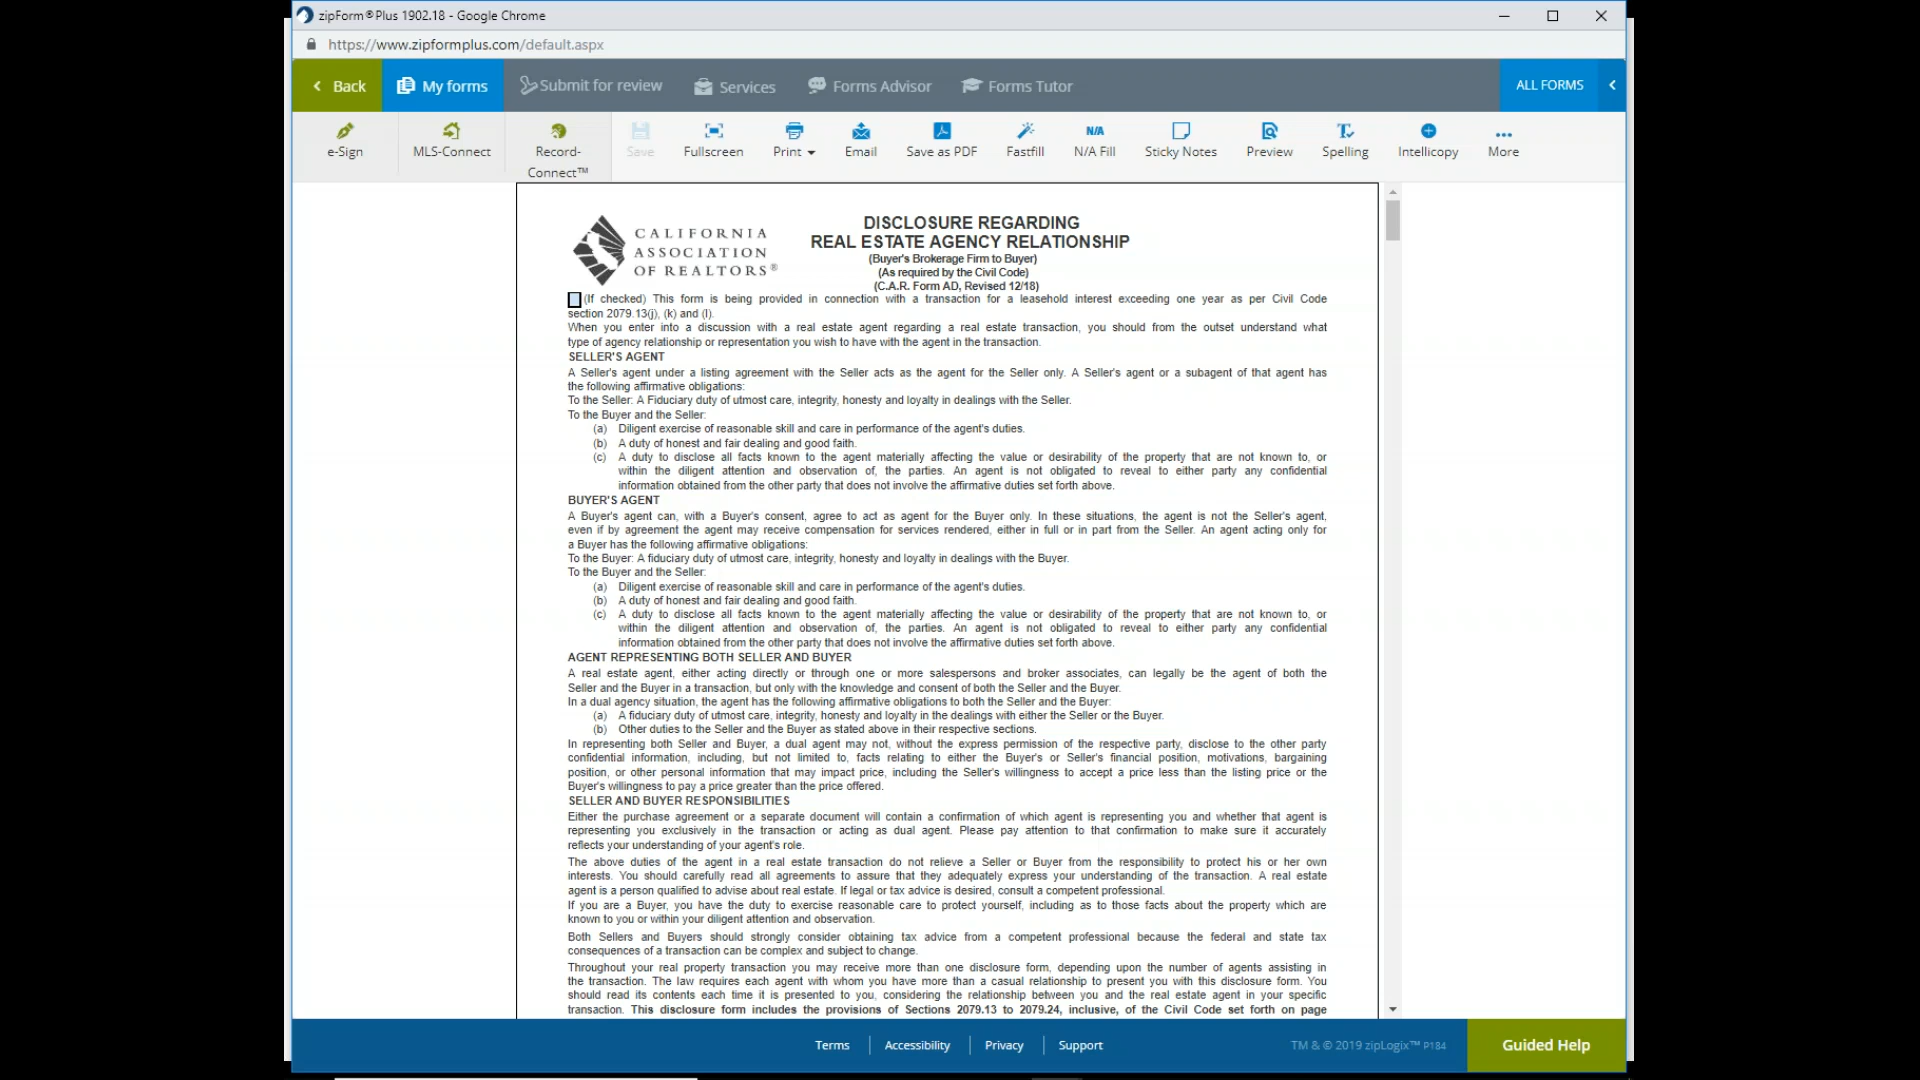 zipForm®Plus 1902.18 - Google Chrome
https://www.zipformplus.com/default.aspx
Back
My forms
Submit for review
Services
Forms Advisor
Forms Tutor
ALL FORMS
e-Sign
MLS-Connect
Record-
Connect™
Save
Fullscreen
Print
Email
Save as PDF
Fastfill
N/A
N/A Fill
Sticky Notes
Preview
Spelling
Intellicopy
More
CALIFORNIA
ASSOCIATION
OF REALTORS®
DISCLOSURE REGARDING
REAL ESTATE AGENCY RELATIONSHIP
(Buyer's Brokerage Firm to Buyer)
(As required by the Civil Code)
(C.A.R. Form AD, Revised 12/18)
(If checked) This form is being provided in connection with a transaction for a leasehold interest exceeding one year as per Civil Code
section 2079.13(j), (k) and (l).
When you enter into a discussion with a real estate agent regarding a real estate transaction, you should from the outset understand what
type of agency relationship or representation you wish to have with the agent in the transaction.
SELLER'S AGENT
A Seller's agent under a listing agreement with the Seller acts as the agent for the Seller only. A Seller's agent or a subagent of that agent has
the following affirmative obligations:
To the Seller: A Fiduciary duty of utmost care, integrity, honesty and loyalty in dealings with the Seller.
To the Buyer and the Seller:
(a) Diligent exercise of reasonable skill and care in performance of the agent's duties.
(b) A duty of honest and fair dealing and good faith.
(c) A duty to disclose all facts known to the agent materially affecting the value or desirability of the property that are not known to, or
within the diligent attention and observation of, the parties. An agent is not obligated to reveal to either party any confidential
information obtained from the other party that does not involve the affirmative duties set forth above.
BUYER'S AGENT
A Buyer's agent can, with a Buyer's consent, agree to act as agent for the Buyer only. In these situations, the agent is not the Seller's agent,
even if by agreement the agent may receive compensation for services rendered, either in full or in part from the Seller. An agent acting only for
a Buyer has the following affirmative obligations:
To the Buyer: A fiduciary duty of utmost care, integrity, honesty and loyalty in dealings with the Buyer.
To the Buyer and the Seller:
(a) Diligent exercise of reasonable skill and care in performance of the agent's duties.
(b) A duty of honest and fair dealing and good faith.
(c) A duty to disclose all facts known to the agent materially affecting the value or desirability of the property that are not known to, or
within the diligent attention and observation of, the parties. An agent is not obligated to reveal to either party any confidential
information obtained from the other party that does not involve the affirmative duties set forth above.
AGENT REPRESENTING BOTH SELLER AND BUYER
A real estate agent, either acting directly or through one or more salespersons and broker associates, can legally be the agent of both the
Seller and the Buyer in a transaction, but only with the knowledge and consent of both the Seller and the Buyer.
In a dual agency situation, the agent has the following affirmative obligations to both the Seller and the Buyer:
(a) A fiduciary duty of utmost care, integrity, honesty and loyalty in the dealings with either the Seller or the Buyer.
(b) Other duties to the Seller and the Buyer as stated above in their respective sections.
In representing both Seller and Buyer, a dual agent may not, without the express permission of the respective party, disclose to the other party
confidential information, including, but not limited to, facts relating to either the Buyer's or Seller's financial position, motivations, bargaining
position, or other personal information that may impact price, including the Seller's willingness to accept a price less than the listing price or the
Buyer's willingness to pay a price greater than the price offered.
SELLER AND BUYER RESPONSIBILITIES
Either the purchase agreement or a separate document will contain a confirmation of which agent is representing you and whether that agent is
representing you exclusively in the transaction or acting as dual agent. Please pay attention to that confirmation to make sure it accurately
reflects your understanding of your agent's role.
The above duties of the agent in a real estate transaction do not relieve a Seller or Buyer from the responsibility to protect his or her own
interests. You should carefully read all agreements to assure that they adequately express your understanding of the transaction. A real estate
agent is a person qualified to advise about real estate. If legal or tax advice is desired, consult a competent professional.
If you are a Buyer, you have the duty to exercise reasonable care to protect yourself, including as to those facts about the property which are
known to you or within your diligent attention and observation.
Both Sellers and Buyers should strongly consider obtaining tax advice from a competent professional because the federal and state tax
consequences of a transaction can be complex and subject to change.
Throughout your real property transaction you may receive more than one disclosure form, depending upon the number of agents assisting in
the transaction. The law requires each agent with whom you have more than a casual relationship to present you with this disclosure form. You
should read its contents each time it is presented to you, considering the relationship between you and the real estate agent in your specific
transaction. This disclosure form includes the provisions of Sections 2079.13 to 2079.24, inclusive, of the Civil Code set forth on page
Terms
Accessibility
Privacy
Support
TM & © 2019 zipLogix™ P184
Guided Help